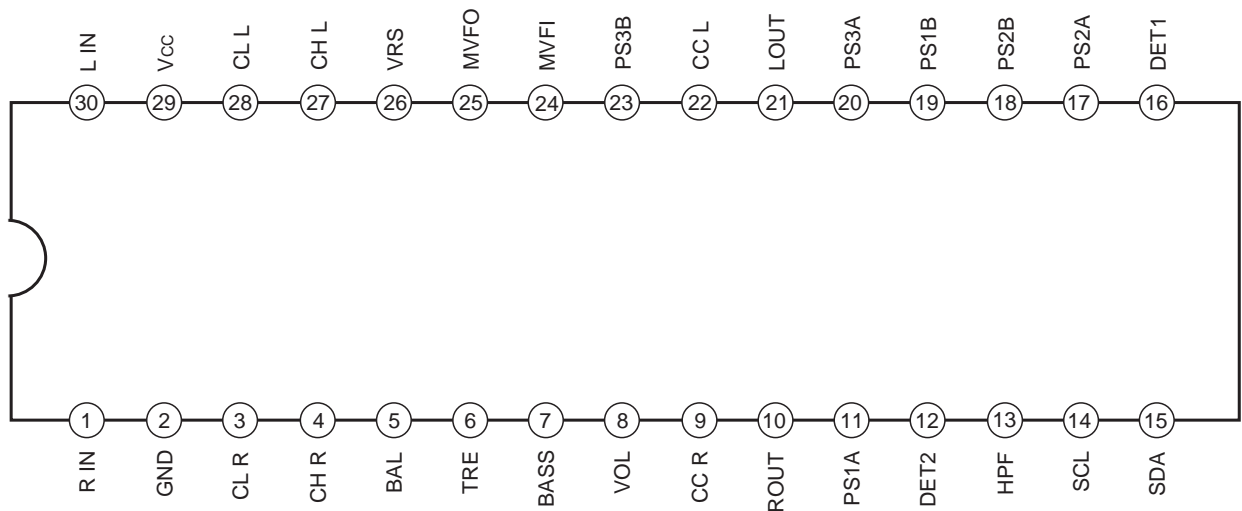 L IN
Vcc
CL L
CH L
VRS
MVFO
MVFI
PS3B
CC L
LOUT
PS3A
PS1B
PS2B
PS2A
DET1
30 29 28 27 26 25 24 23 22 21 20 19 18 17 16
1 2 3 4 5 6 7 8 9 10 11 12 13 14 15
R IN
GND
CL R
CH R
BAL
TRE
BASS
VOL
CC R
ROUT
PS1A
DET2
HPF
SCL
SDA